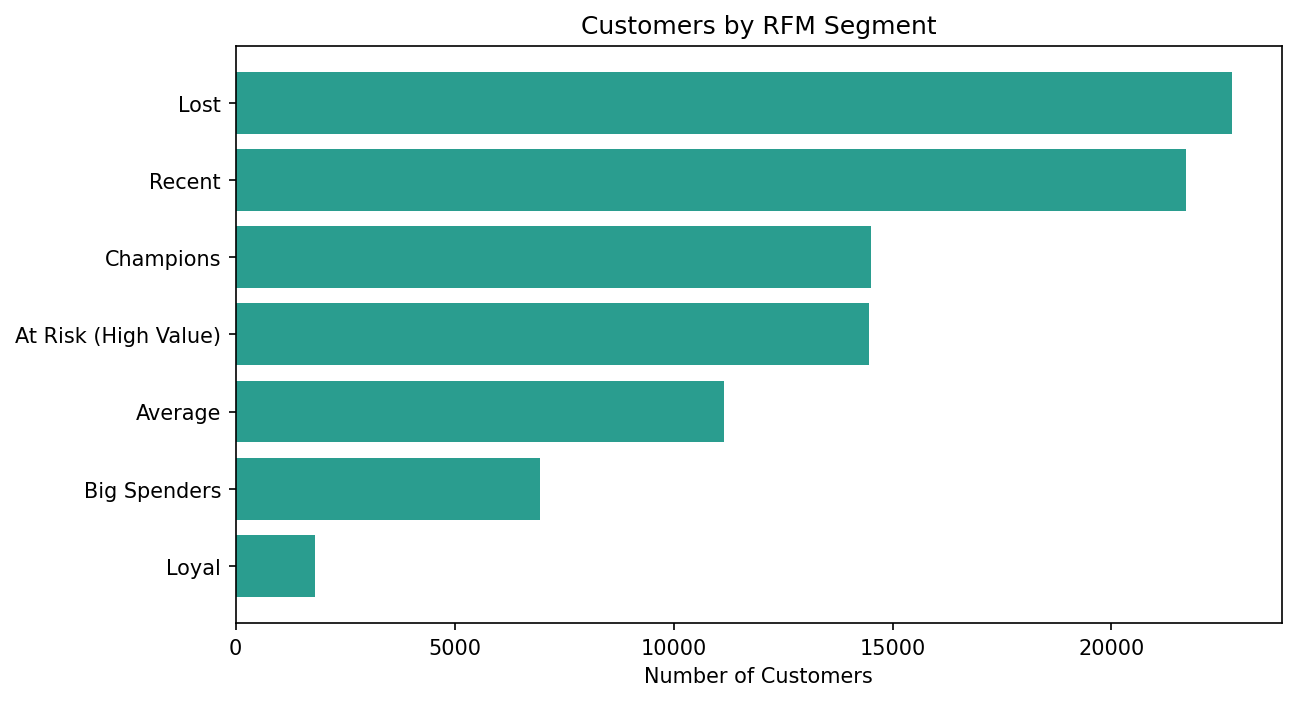 Customers by RFM Segment
Lost
Recent
Champions
At Risk (High Value)
Average
Big Spenders
Loyal
0 5000 10000 15000 20000
Number of Customers